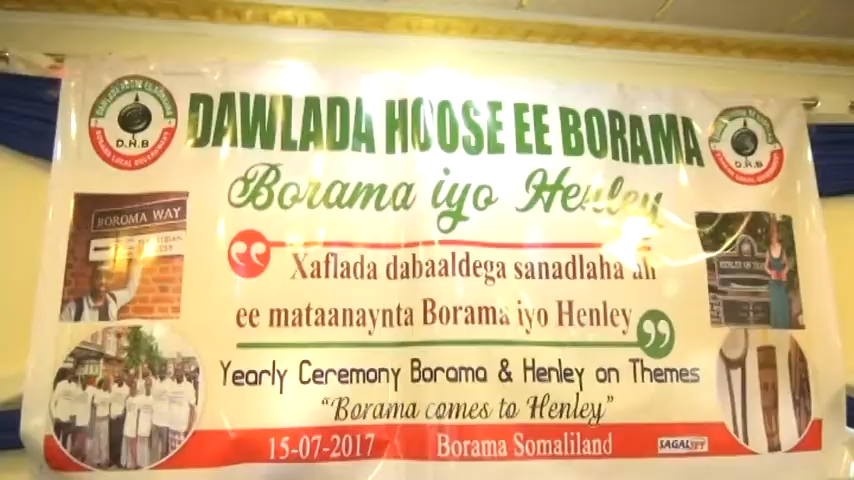 DAWLADA HOOSE EE BORAMA
Borama iyo Henley
D.H.B
D.H.B
BOROMA WAY
Xaflada dabaaldega sanadlaha ah
ee mataanaynta Borama iyo Henley
Yearly Ceremony Borama & Henley on Themes
"Borama comes to Henley"
15-07-2017 Borama Somaliland
SAGALJET